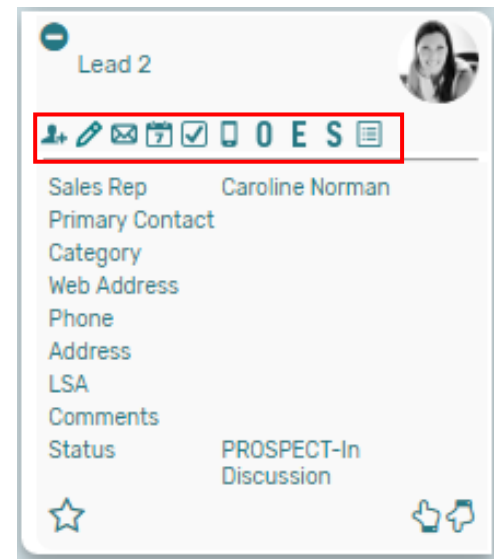 Lead 2
7 O E S
Sales Rep Caroline Norman
Primary Contact
Category
Web Address
Phone
Address
LSA
Comments
Status PROSPECT-In
Discussion